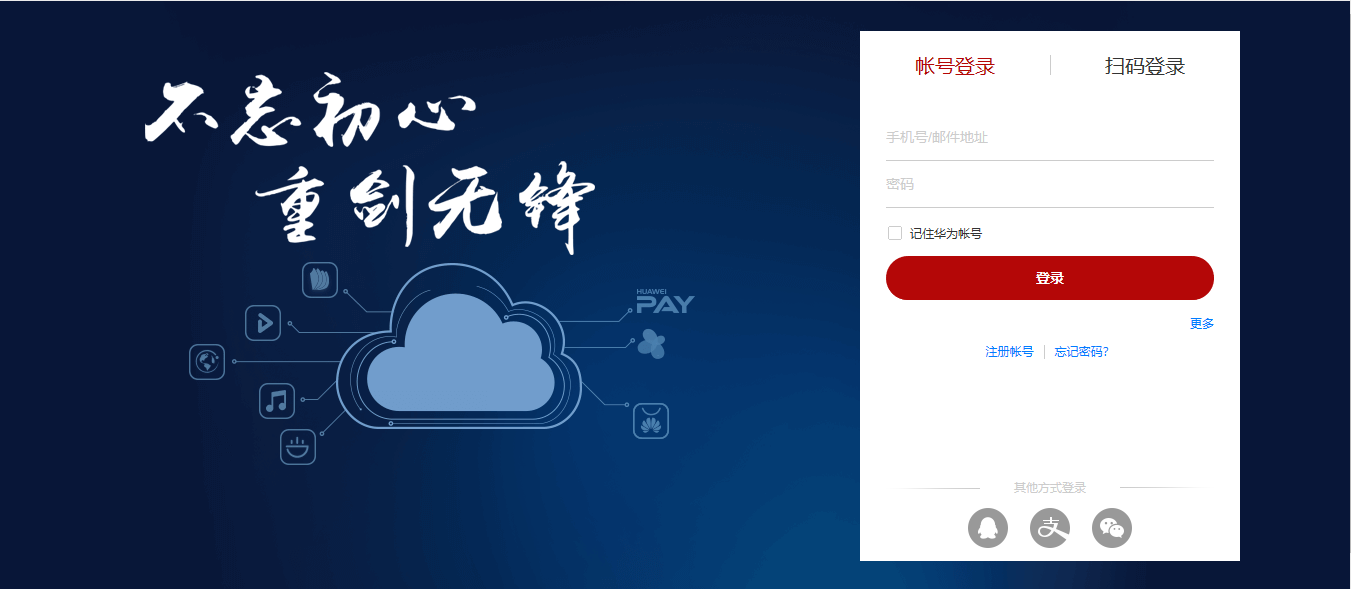 不忘初心
重剑无锋
HUAWEI
PAY
帐号登录
扫码登录
手机号/邮件地址
密码
记住华为帐号
登录
更多
注册帐号
忘记密码?
其他方式登录
支